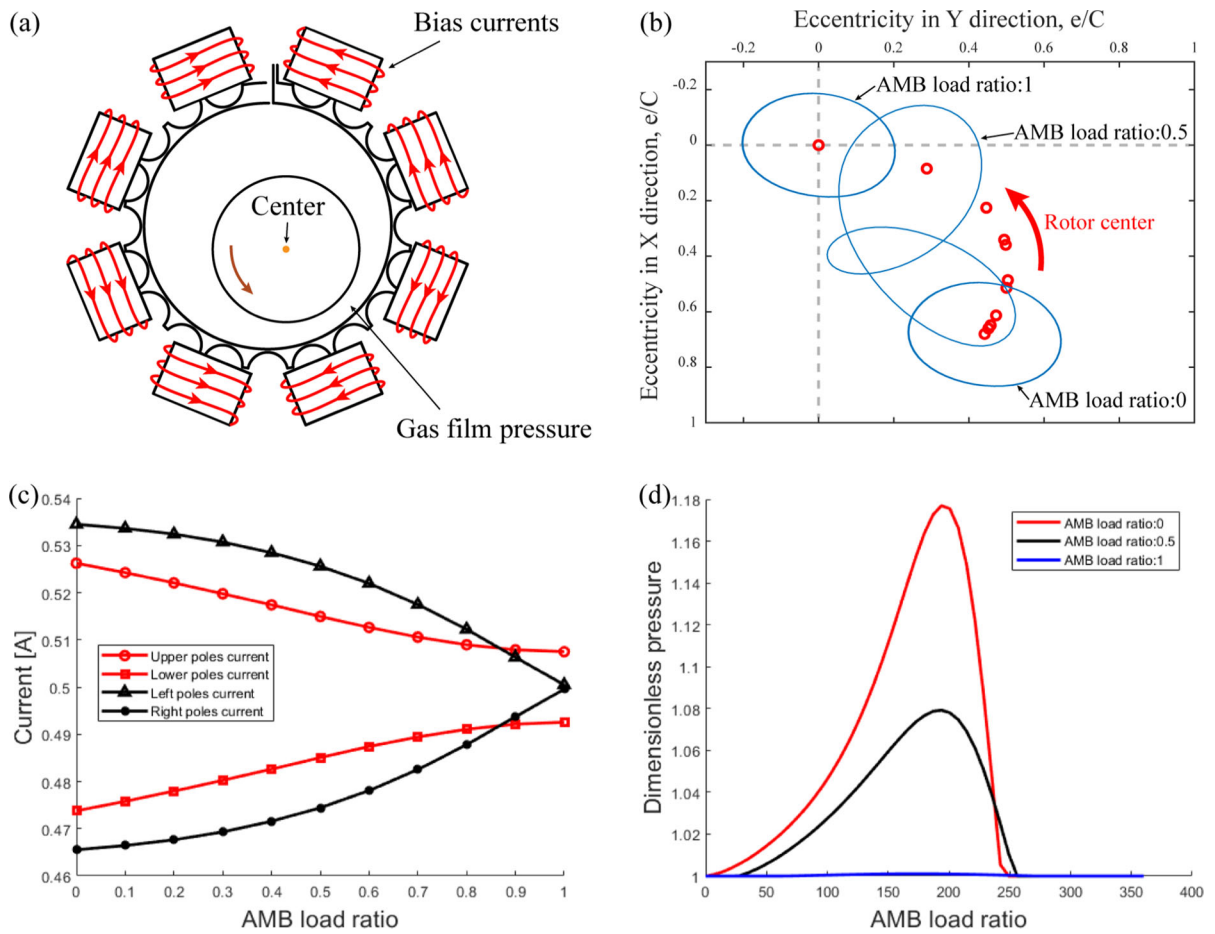 (a)
Bias currents
Center
Gas film pressure
(b)
Eccentricity in Y direction, e/C
-0.2 0 0.2 0.4 0.6 0.8 1
Eccentricity in X direction, e/C
-0.2
0
0.2
0.4
0.6
0.8
1
AMB load ratio:1
AMB load ratio:0.5
Rotor center
AMB load ratio:0
(c)
Current [A]
0.54
0.53
0.52
0.51
0.5
0.49
0.48
0.47
0.46
Upper poles current
Lower poles current
Left poles current
Right poles current
0 0.1 0.2 0.3 0.4 0.5 0.6 0.7 0.8 0.9 1
AMB load ratio
(d)
Dimensionless pressure
1.18
1.16
1.14
1.12
1.1
1.08
1.06
1.04
1.02
1
AMB load ratio:0
AMB load ratio:0.5
AMB load ratio:1
0 50 100 150 200 250 300 350 400
AMB load ratio